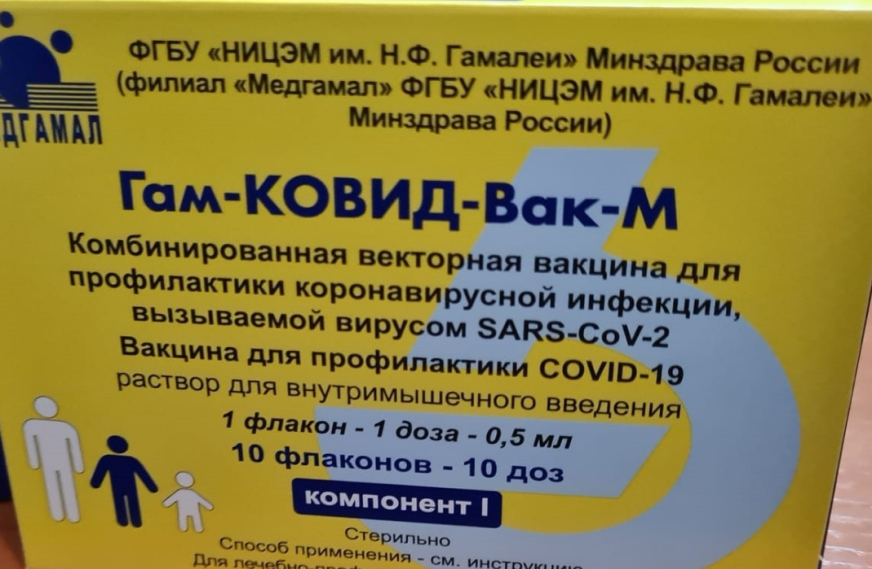 ФГБУ «НИЦЭМ им. Н.Ф. Гамалеи» Минздрава России
(филиал «Медгамал» ФГБУ «НИЦЭМ им. Н.Ф. Гамалеи»
Минздрава России)
ДГАМАЛ
Гам-КОВИД-Вак-М
Комбинированная векторная вакцина для
профилактики коронавирусной инфекции,
вызываемой вирусом SARS-CoV-2
Вакцина для профилактики COVID-19
раствор для внутримышечного введения
1 флакон - 1 доза - 0,5 мл
10 флаконов - 10 доз
компонент I
Стерильно
Способ применения - см. инструкцию
Для